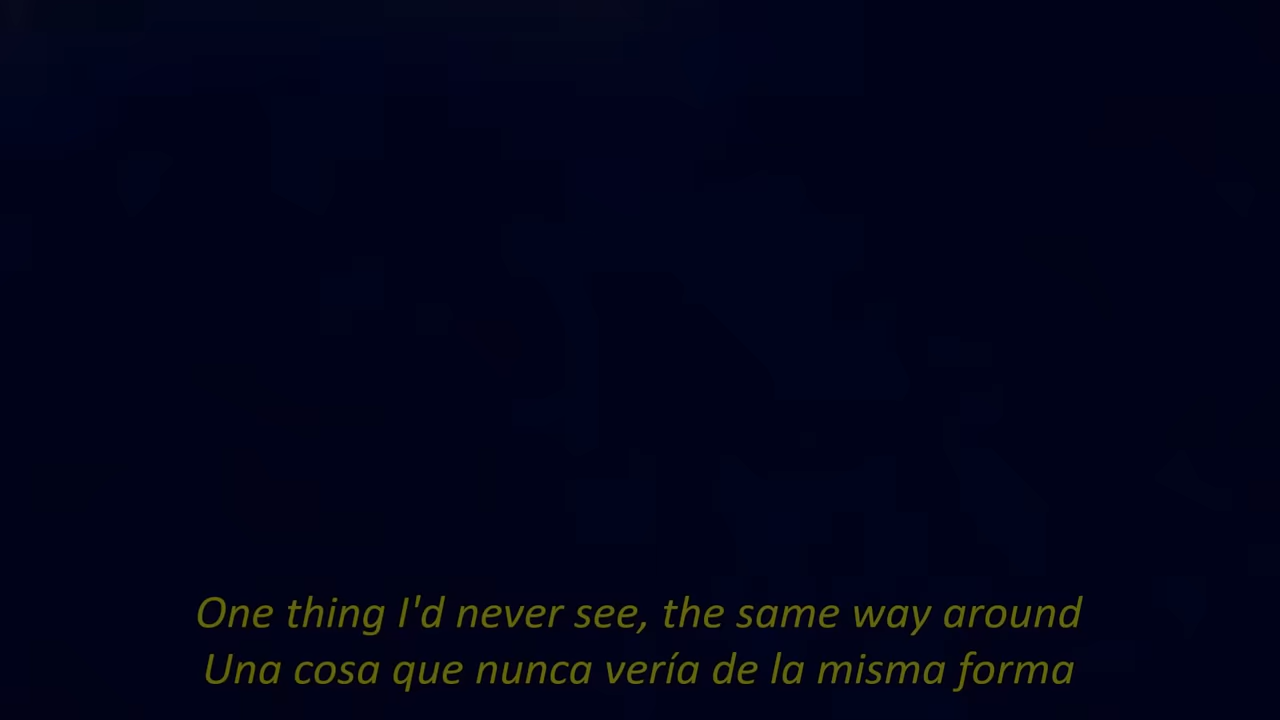 One thing I'd never see, the same way around
Una cosa que nunca vería de la misma forma